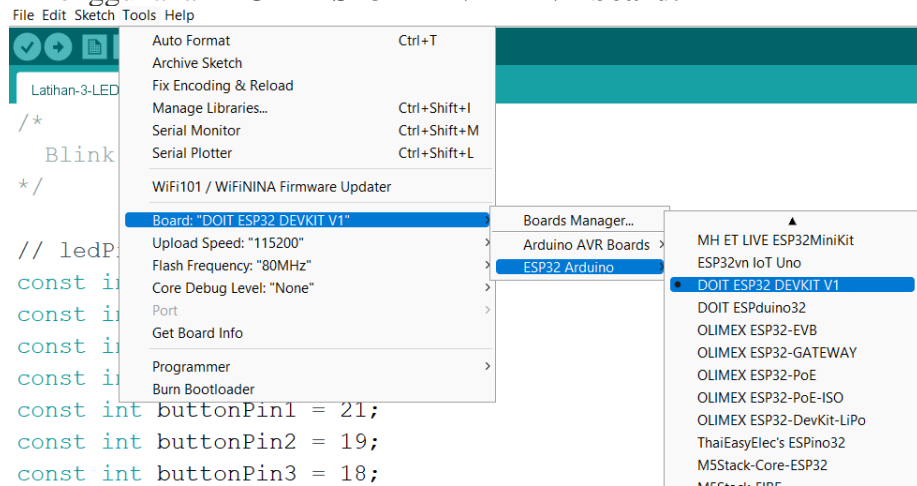 File Edit Sketch Tools Help
Auto Format Ctrl+T
Archive Sketch
Fix Encoding & Reload
Manage Libraries... Ctrl+Shift+I
Serial Monitor Ctrl+Shift+M
Serial Plotter Ctrl+Shift+L
WiFi101 / WiFiNINA Firmware Updater
Board: "DOIT ESP32 DEVKIT V1"
Upload Speed: "115200"
Flash Frequency: "80MHz"
Core Debug Level: "None"
Port
Get Board Info
Programmer
Burn Bootloader
Boards Manager...
Arduino AVR Boards
ESP32 Arduino
MH ET LIVE ESP32MiniKit
ESP32vn IoT Uno
DOIT ESP32 DEVKIT V1
DOIT ESPduino32
OLIMEX ESP32-EVB
OLIMEX ESP32-GATEWAY
OLIMEX ESP32-PoE
OLIMEX ESP32-PoE-ISO
OLIMEX ESP32-DevKit-LiPo
ThaiEasyElec's ESPino32
M5Stack-Core-ESP32
M5Stack-FIRE
Latihan-3-LED
/*
Blink
*/
// ledP
const i
const i
const i
const i
const int buttonPin1 = 21;
const int buttonPin2 = 19;
const int buttonPin3 = 18;